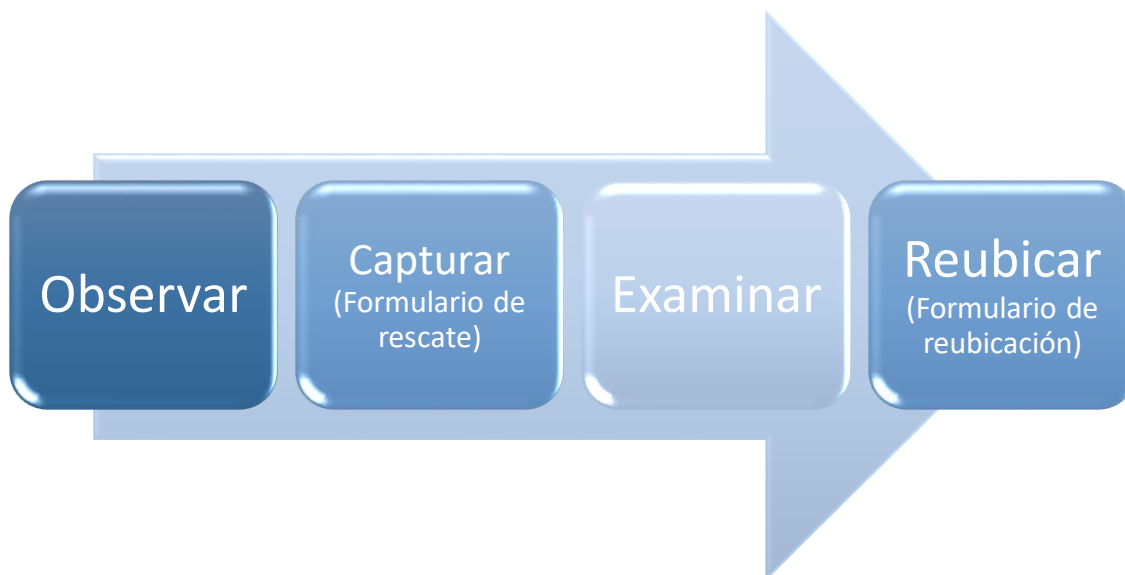 Observar
Capturar
(Formulario de
rescate)
Examinar
Reubicar
(Formulario de
reubicación)